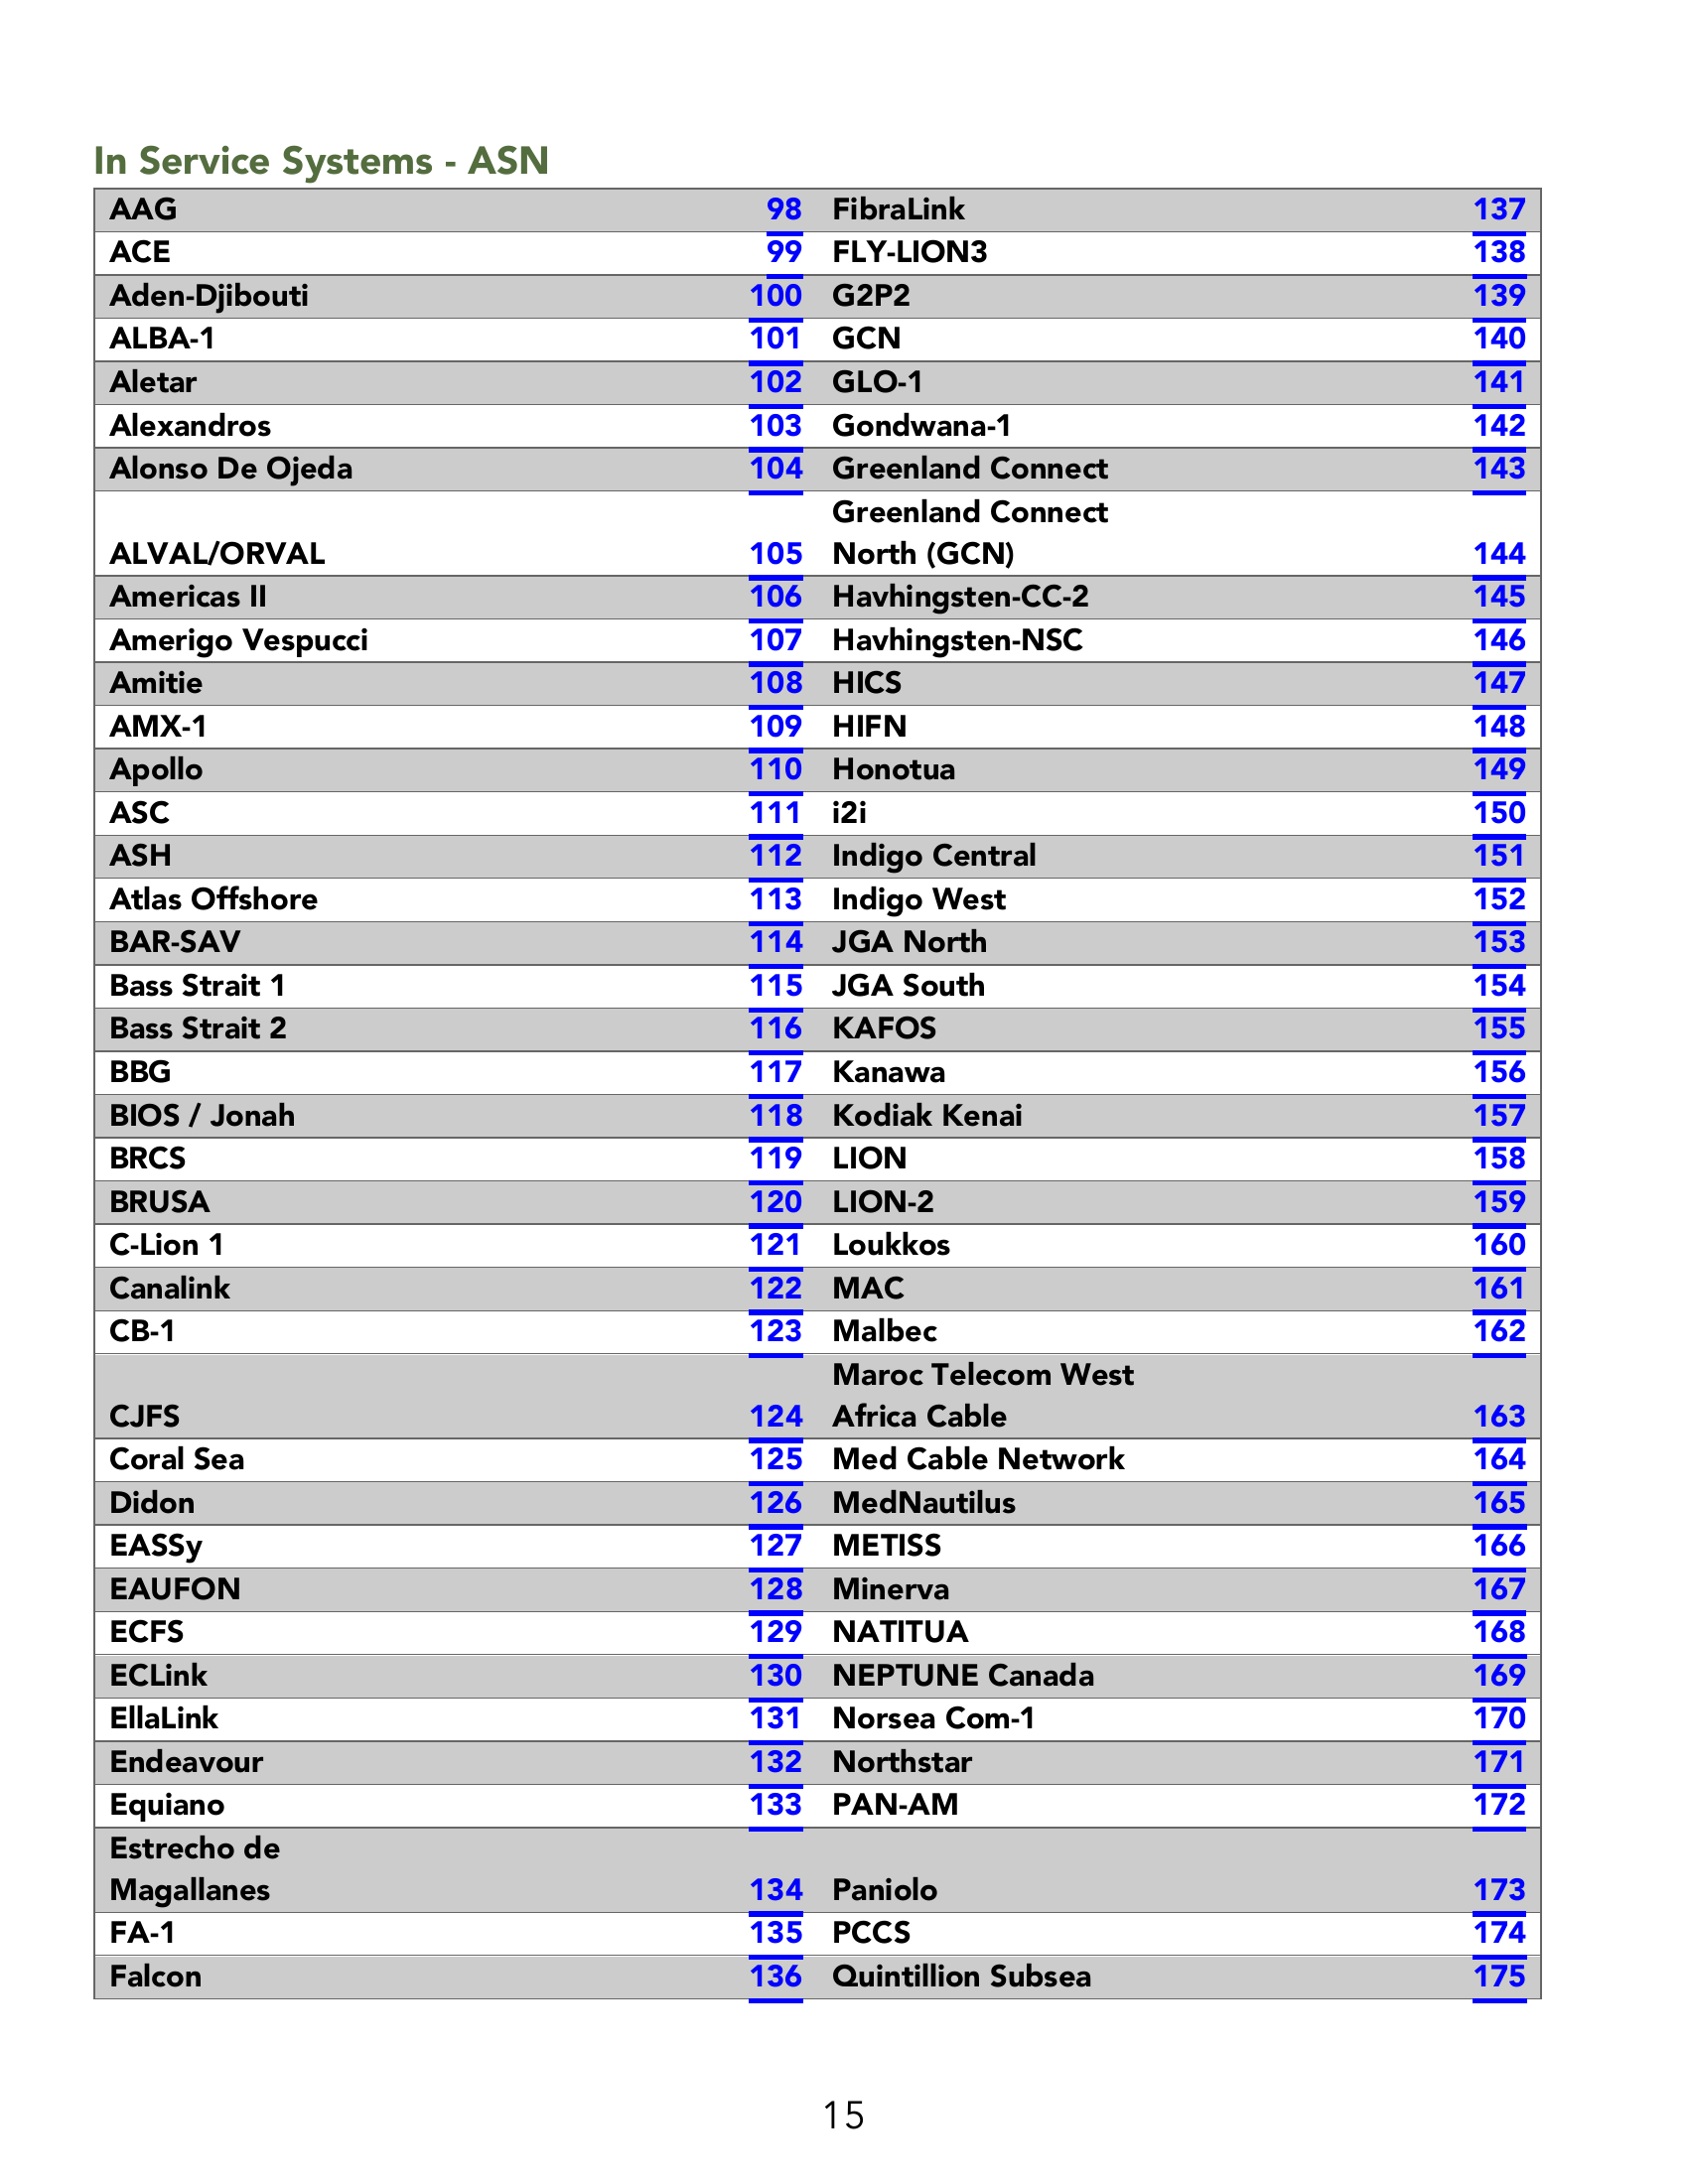 In Service Systems - ASN
AAG 98 FibraLink 137
ACE 99 FLY-LION3 138
Aden-Djibouti 100 G2P2 139
ALBA-1 101 GCN 140
Aletar 102 GLO-1 141
Alexandros 103 Gondwana-1 142
Alonso De Ojeda 104 Greenland Connect 143
Greenland Connect
ALVAL/ORVAL 105 North (GCN) 144
Americas II 106 Havhingsten-CC-2 145
Amerigo Vespucci 107 Havhingsten-NSC 146
Amitie 108 HICS 147
AMX-1 109 HIFN 148
Apollo 110 Honotua 149
ASC 111 i2i 150
ASH 112 Indigo Central 151
Atlas Offshore 113 Indigo West 152
BAR-SAV 114 JGA North 153
Bass Strait 1 115 JGA South 154
Bass Strait 2 116 KAFOS 155
BBG 117 Kanawa 156
BIOS / Jonah 118 Kodiak Kenai 157
BRCS 119 LION 158
BRUSA 120 LION-2 159
C-Lion 1 121 Loukkos 160
Canalink 122 MAC 161
CB-1 123 Malbec 162
Maroc Telecom West
CJFS 124 Africa Cable 163
Coral Sea 125 Med Cable Network 164
Didon 126 MedNautilus 165
EASSy 127 METISS 166
EAUFON 128 Minerva 167
ECFS 129 NATITUA 168
ECLink 130 NEPTUNE Canada 169
EllaLink 131 Norsea Com-1 170
Endeavour 132 Northstar 171
Equiano 133 PAN-AM 172
Estrecho de
Magallanes 134 Paniolo 173
FA-1 135 PCCS 174
Falcon 136 Quintillion Subsea 175
15